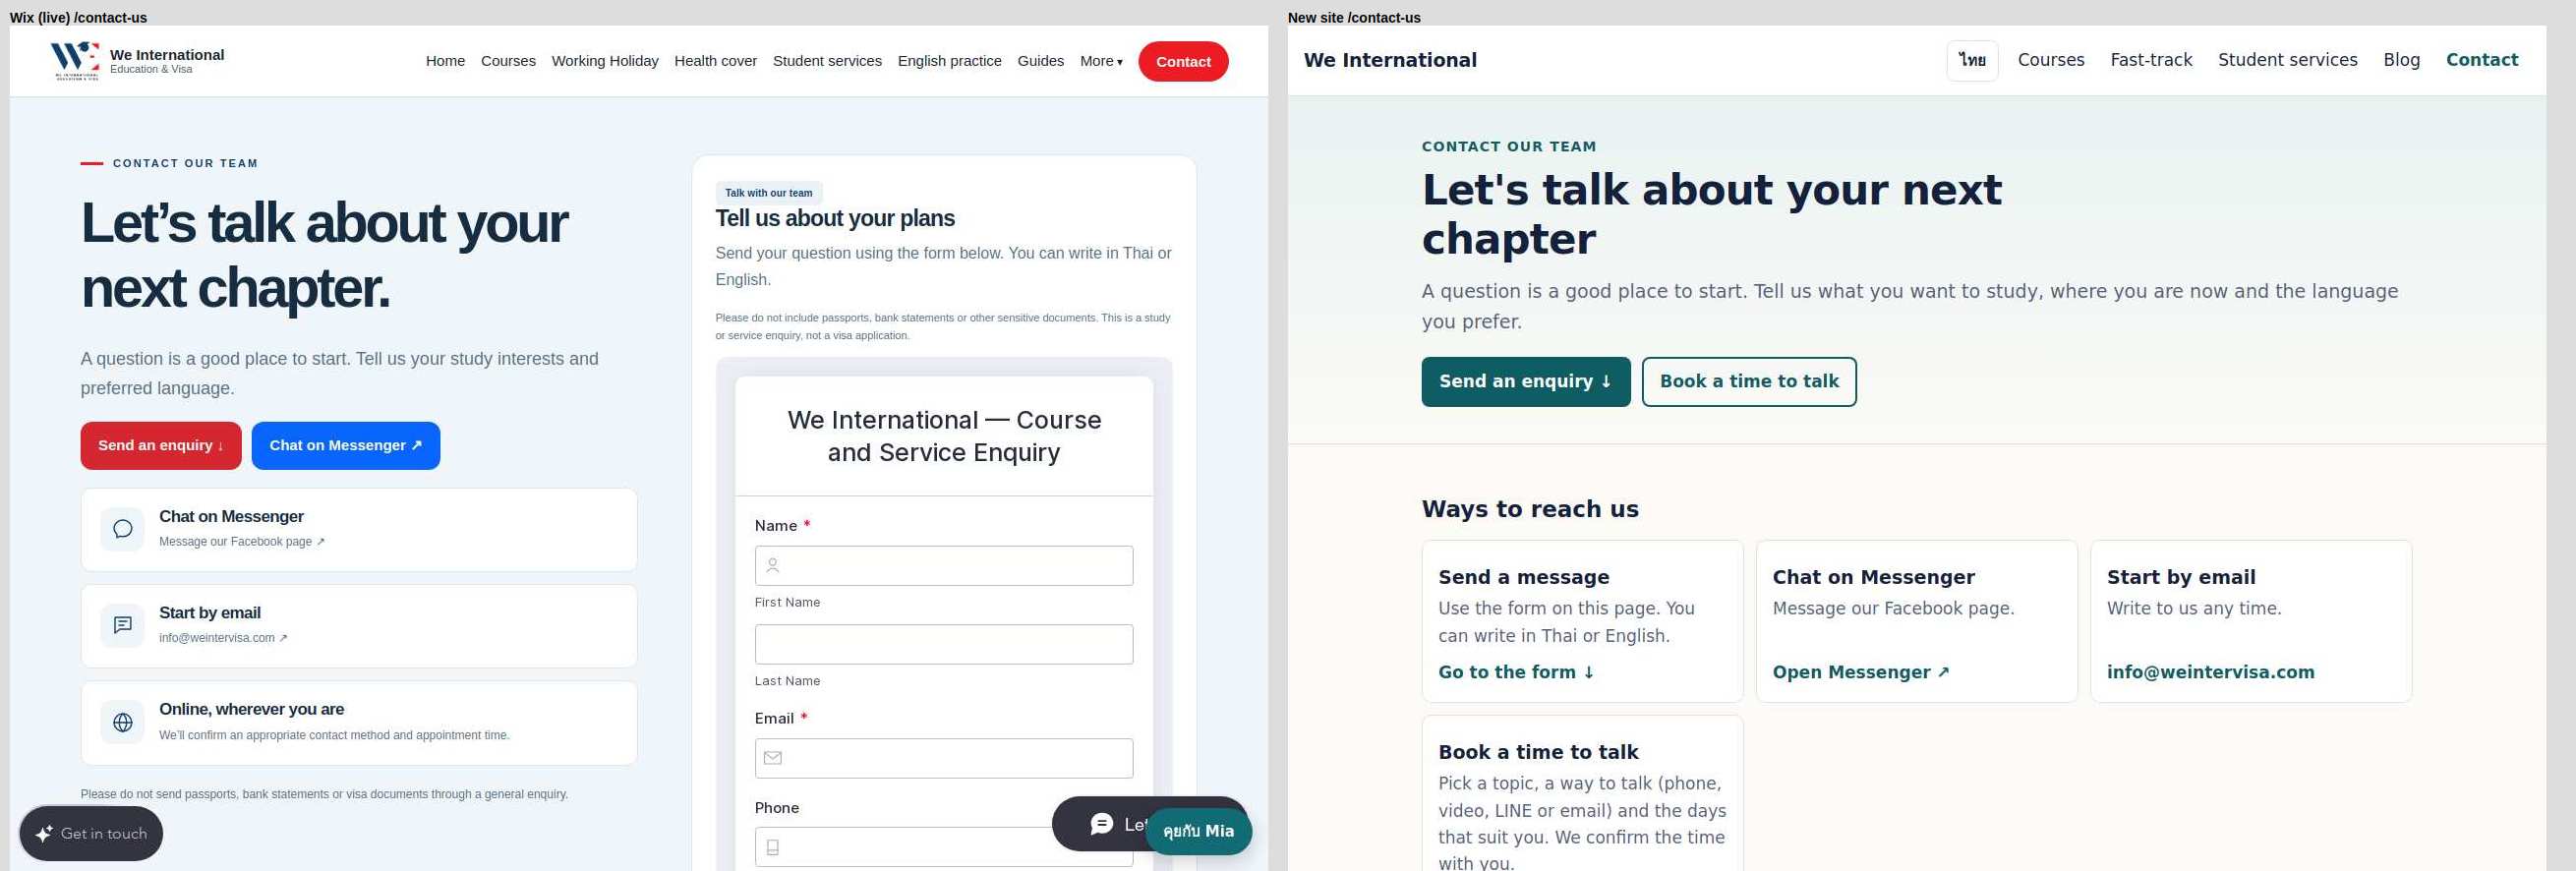 Wix (live) /contact-us
We International
Education & Visa
WE INTERNATIONAL
EDUCATION & VISA
Home Courses Working Holiday Health cover Student services English practice Guides More ▾ Contact
CONTACT OUR TEAM
Let’s talk about your
next chapter.
A question is a good place to start. Tell us your study interests and
preferred language.
Send an enquiry ↓ Chat on Messenger ↗
Chat on Messenger
Message our Facebook page ↗
Start by email
info@weintervisa.com ↗
Online, wherever you are
We’ll confirm an appropriate contact method and appointment time.
Please do not send passports, bank statements or visa documents through a general enquiry.
Get in touch
Talk with our team
Tell us about your plans
Send your question using the form below. You can write in Thai or
English.
Please do not include passports, bank statements or other sensitive documents. This is a study
or service enquiry, not a visa application.
We International — Course
and Service Enquiry
Name *
First Name
Last Name
Email *
Phone
คุยกับ Mia
New site /contact-us
We International
ไทย Courses Fast-track Student services Blog Contact
CONTACT OUR TEAM
Let's talk about your next
chapter
A question is a good place to start. Tell us what you want to study, where you are now and the language
you prefer.
Send an enquiry ↓ Book a time to talk
Ways to reach us
Send a message
Use the form on this page. You
can write in Thai or English.
Go to the form ↓
Chat on Messenger
Message our Facebook page.
Open Messenger ↗
Start by email
Write to us any time.
info@weintervisa.com
Book a time to talk
Pick a topic, a way to talk (phone,
video, LINE or email) and the days
that suit you. We confirm the time
with you.